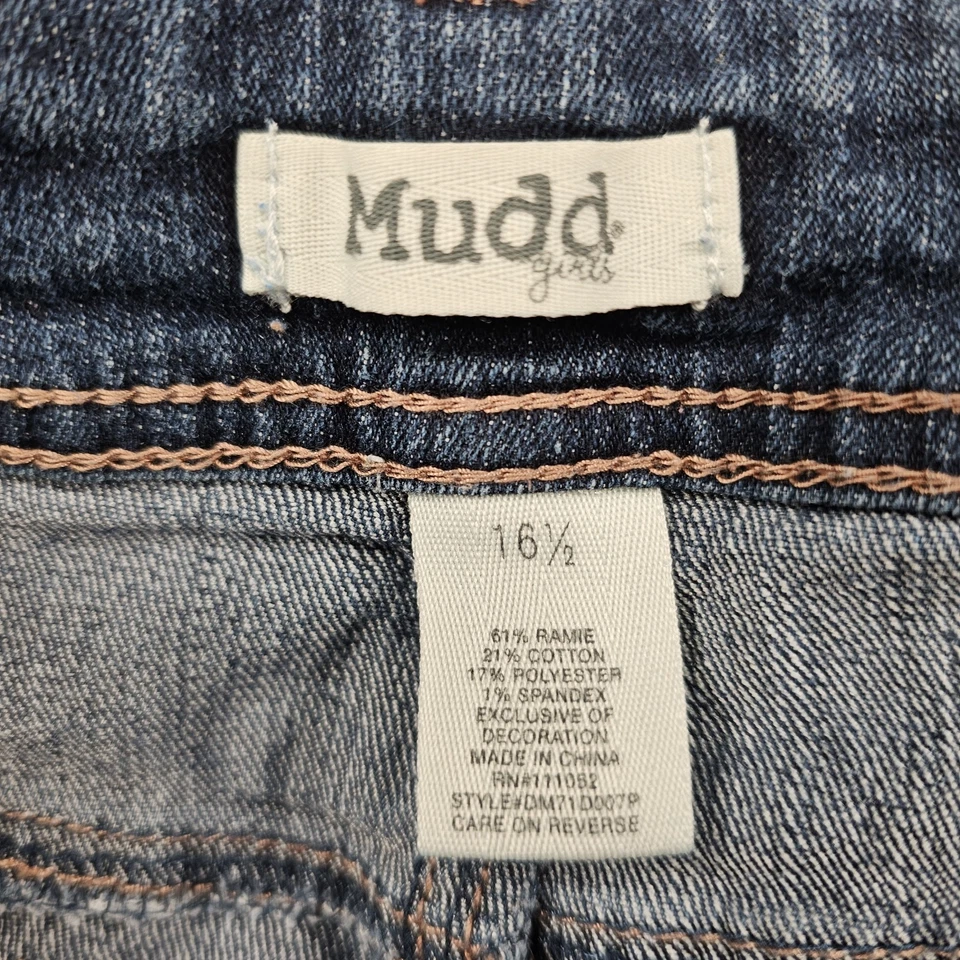 Mudd®
girls
16½
61% RAMIE
21% COTTON
17% POLYESTER
1% SPANDEX
EXCLUSIVE OF
DECORATION
MADE IN CHINA
RN#111052
STYLE#DM71D007P
CARE ON REVERSE